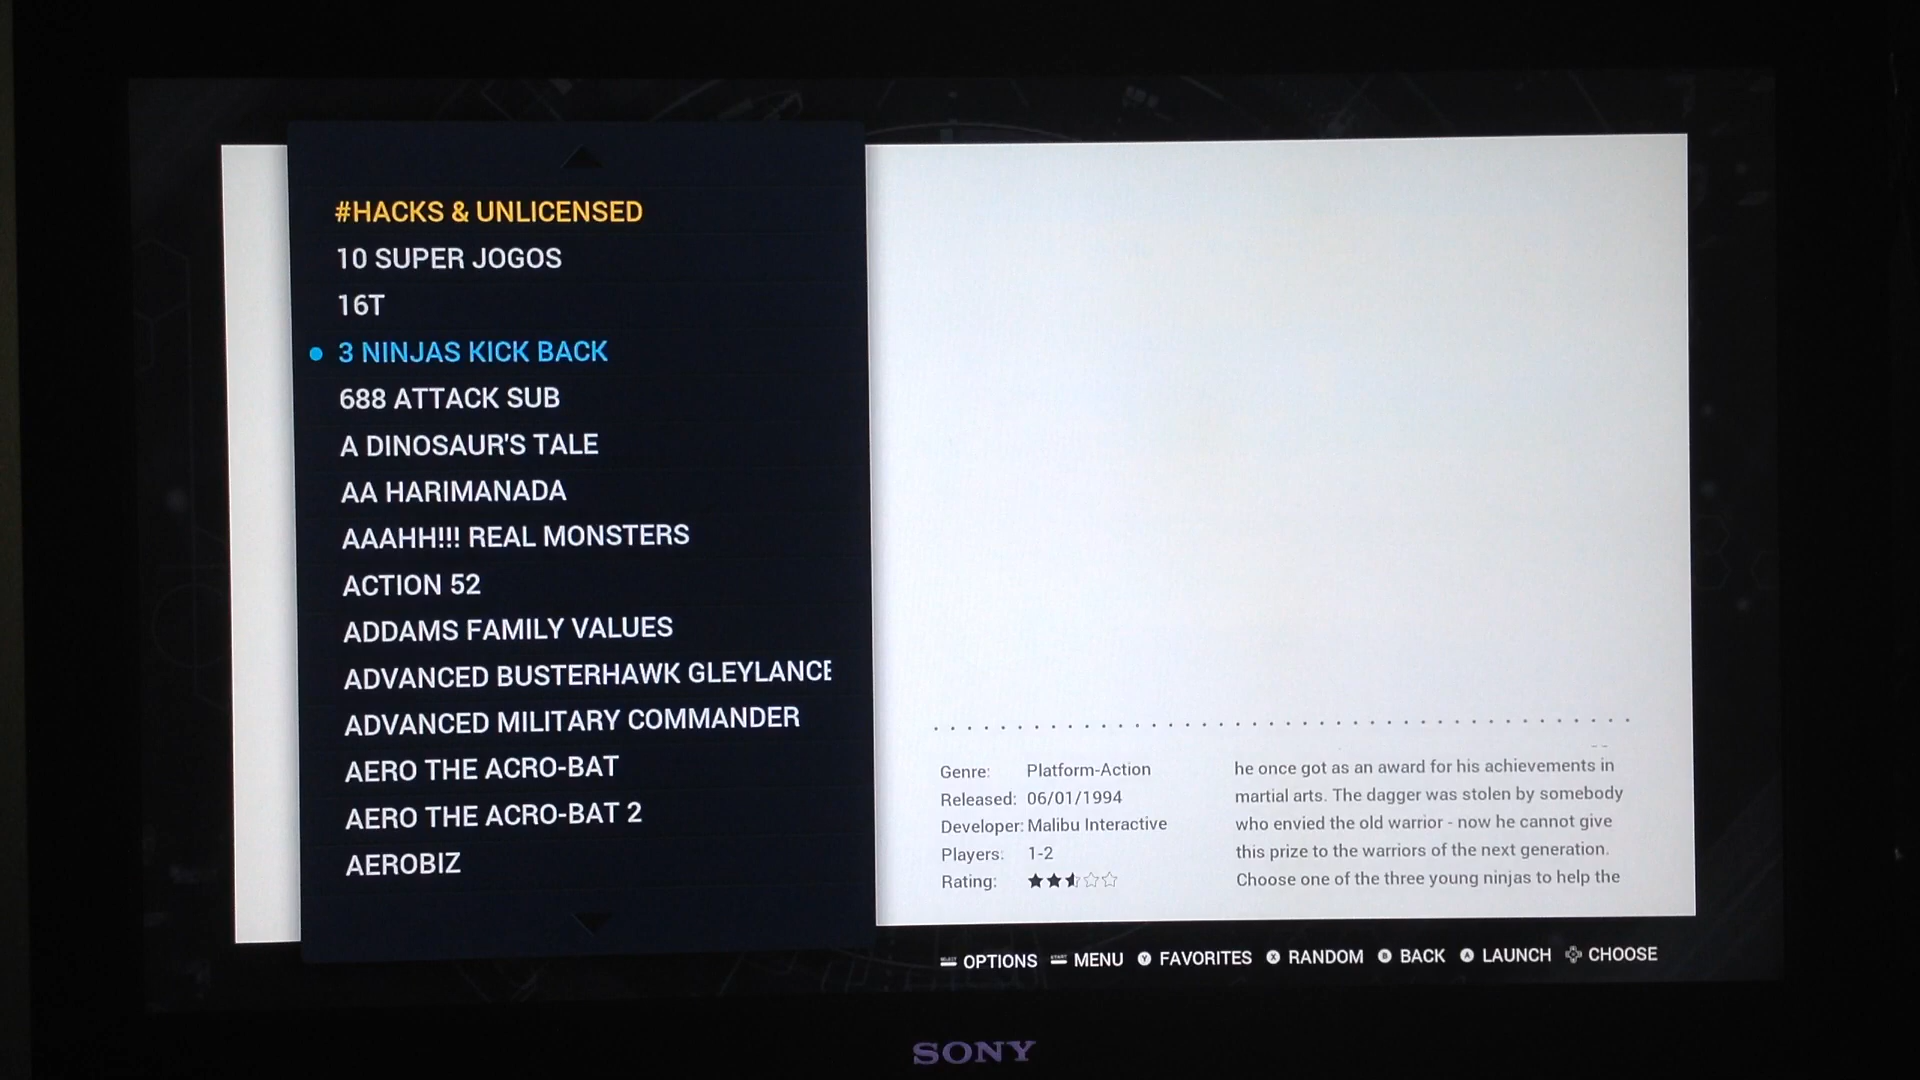 #HACKS & UNLICENSED
10 SUPER JOGOS
16T
3 NINJAS KICK BACK
688 ATTACK SUB
A DINOSAUR'S TALE
AA HARIMANADA
AAAHH!!! REAL MONSTERS
ACTION 52
ADDAMS FAMILY VALUES
ADVANCED BUSTERHAWK GLEYLANCE
ADVANCED MILITARY COMMANDER
AERO THE ACRO-BAT
AERO THE ACRO-BAT 2
AEROBIZ
Genre: Platform-Action
Released: 06/01/1994
Developer: Malibu Interactive
Players: 1-2
Rating:
he once got as an award for his achievements in
martial arts. The dagger was stolen by somebody
who envied the old warrior - now he cannot give
this prize to the warriors of the next generation.
Choose one of the three young ninjas to help the
OPTIONS MENU Y FAVORITES X RANDOM B BACK A LAUNCH CHOOSE
SONY